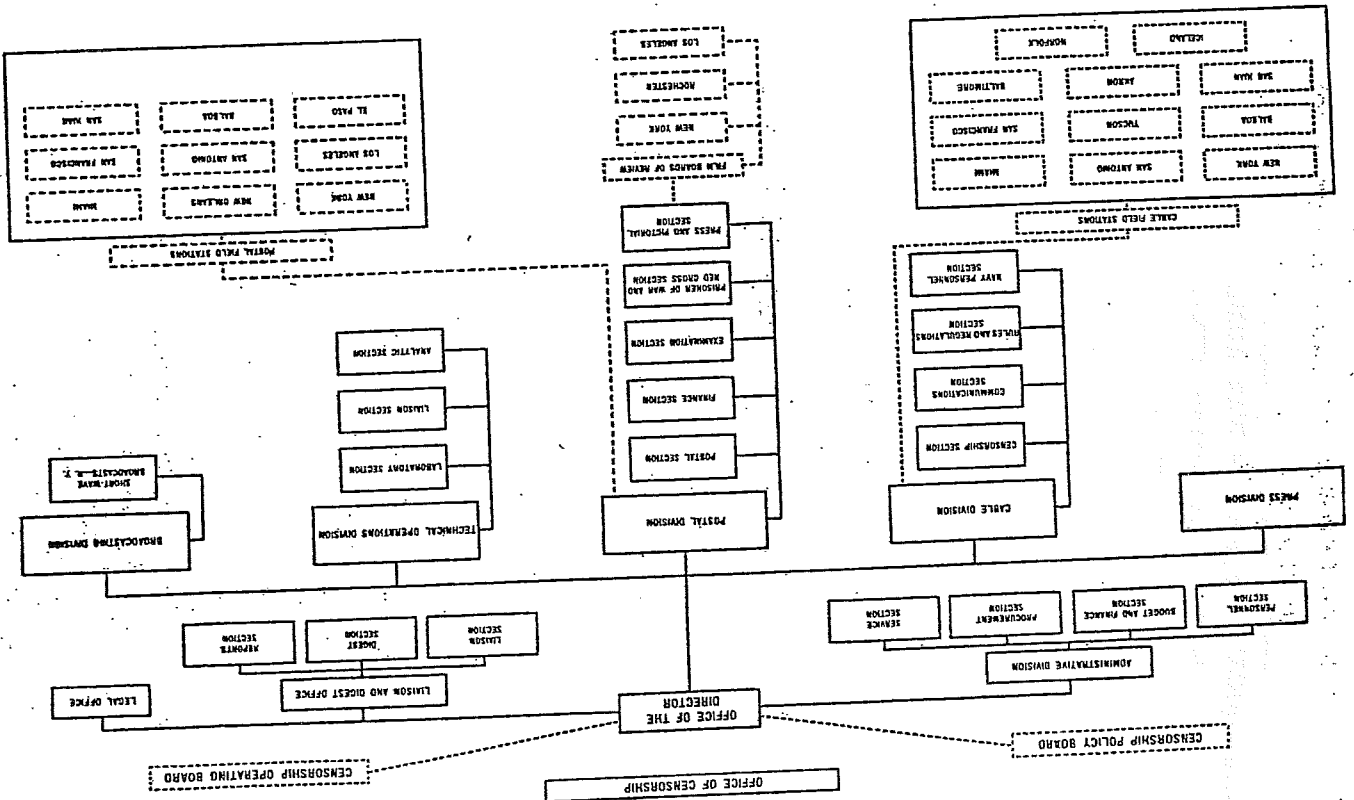 OFFICE OF CENSORSHIP
CENSORSHIP POLICY BOARD
CENSORSHIP OPERATING BOARD
OFFICE OF THE
DIRECTOR
ADMINISTRATIVE DIVISION
PERSONNEL
SECTION
BUDGET AND FINANCE
SECTION
PROCUREMENT
SECTION
SERVICE
SECTION
LIAISON AND DIGEST OFFICE
LIAISON
SECTION
DIGEST
SECTION
REPORTS
SECTION
LEGAL OFFICE
PRESS DIVISION
CABLE DIVISION
CENSORSHIP SECTION
COMMUNICATIONS
SECTION
RULES AND REGULATIONS
SECTION
NAVY PERSONNEL
SECTION
CABLE FIELD STATIONS
NEW YORK
SAN ANTONIO
MIAMI
BALBOA
TUCSON
SAN FRANCISCO
SAN JUAN
AKRON
BALTIMORE
ICELAND
NORFOLK
POSTAL DIVISION
POSTAL SECTION
FINANCE SECTION
EXAMINATION SECTION
PRISONER OF WAR AND
RED CROSS SECTION
PRESS AND PICTORIAL
SECTION
FILM BOARDS OF REVIEW
NEW YORK
ROCHESTER
LOS ANGELES
TECHNICAL OPERATIONS DIVISION
LABORATORY SECTION
LIAISON SECTION
ANALYTIC SECTION
BROADCASTING DIVISION
SHORT-WAVE
BROADCASTS-N. Y.
POSTAL FIELD STATIONS
NEW YORK
NEW ORLEANS
MIAMI
LOS ANGELES
SAN ANTONIO
SAN FRANCISCO
EL PASO
BALBOA
SAN JUAN